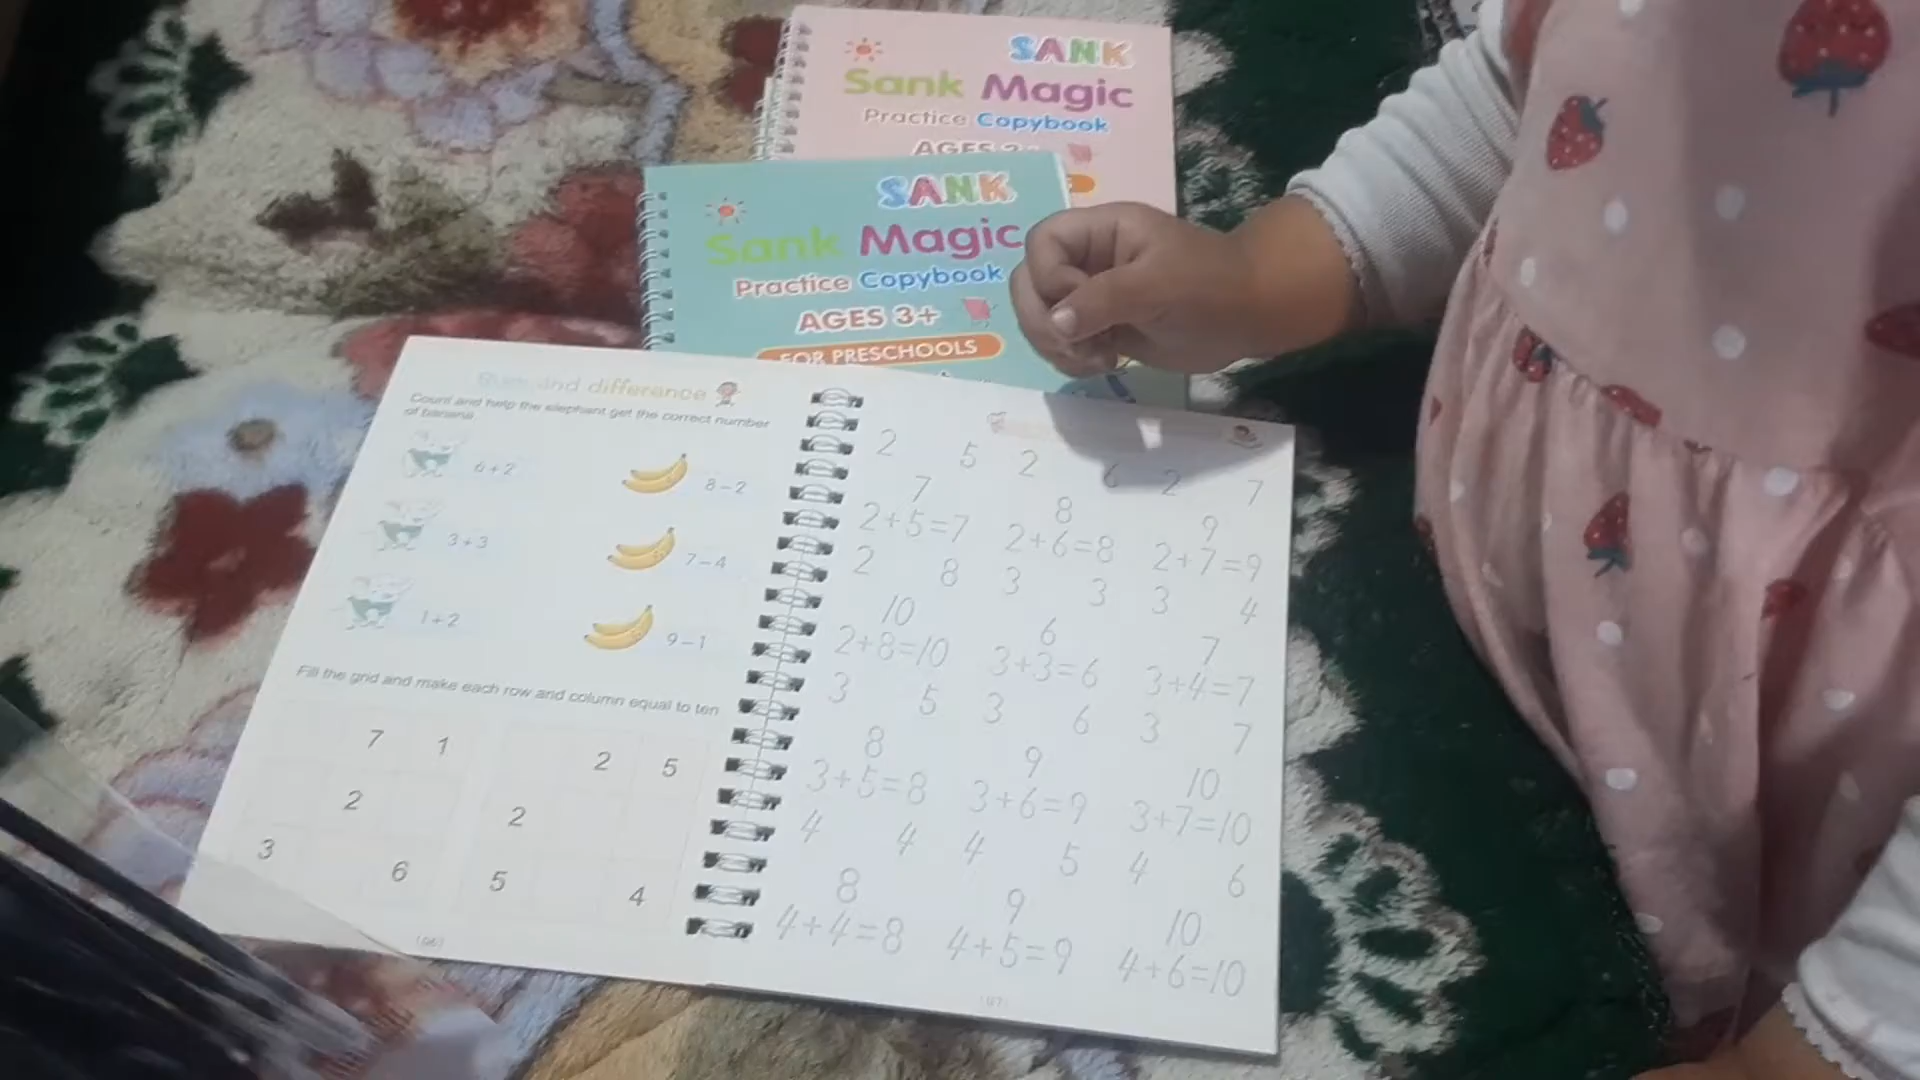 SANK
Sank Magic
Practice Copybook
AGES 3+
SANK
Sank Magic
Practice Copybook
AGES 3+
FOR PRESCHOOLS
Sum and difference
Count and help the elephant get the correct number
of banana
6+2 8-2
3+3 7-4
1+2 9-1
Fill the grid and make each row and column equal to ten
7 1 2 5
2 2
3 6 5 4
2 5 2 6 2 7
7 8 9
2+5=7 2+6=8 2+7=9
2 8 3 3 3 4
10 6 7
2+8=10 3+3=6 3+4=7
3 5 3 6 3 7
8 9 10
3+5=8 3+6=9 3+7=10
4 4 4 5 4 6
8 9 10
4+4=8 4+5=9 4+6=10